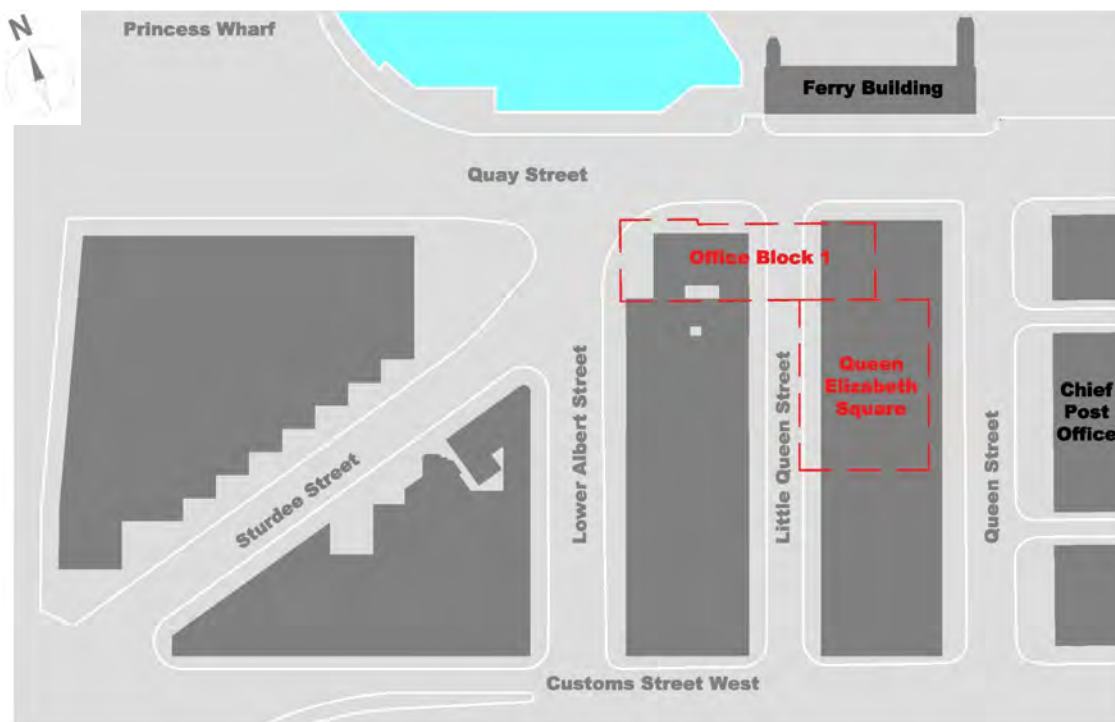 N
Princess Wharf
Ferry Building
Quay Street
Office Block 1
Queen
Elizabeth
Square
Chief
Post
Office
Lower Albert Street
Little Queen Street
Queen Street
Sturdee Street
Customs Street West